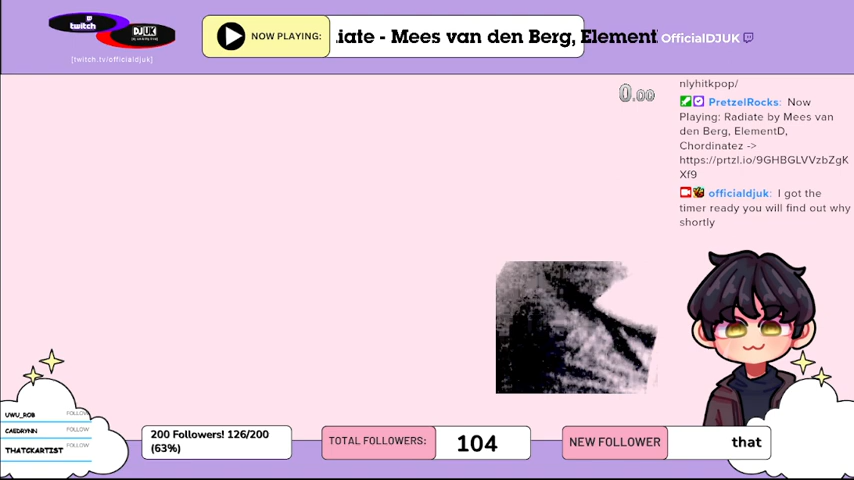 twitch
DJUK
[twitch.tv/officialdjuk]
NOW PLAYING:
iate - Mees van den Berg, Element
OfficialDJUK
0.00
nlyhitkpop/
PretzelRocks: Now
Playing: Radiate by Mees van
den Berg, ElementD,
Chordinatez ->
https://prtzl.io/9GHBGLVVzbZgK
Xf9
officialdjuk: I got the
timer ready you will find out why
shortly
UWU_ROB FOLLOW
CAEDRYNN FOLLOW
THATCKARTIST FOLLOW
200 Followers! 126/200
(63%)
TOTAL FOLLOWERS: 104
NEW FOLLOWER that